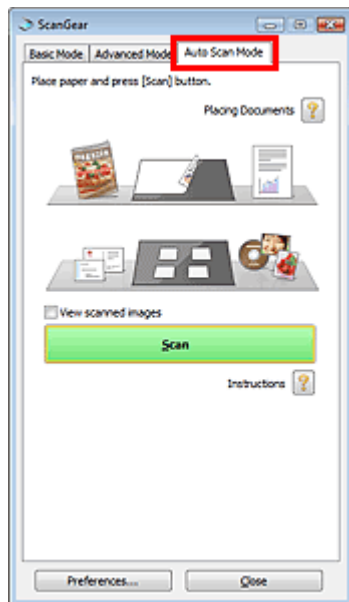 ScanGear
Basic Mode Advanced Mode Auto Scan Mode
Place paper and press [Scan] button.
Placing Documents
View scanned images
Scan
Instructions
Preferences... Close